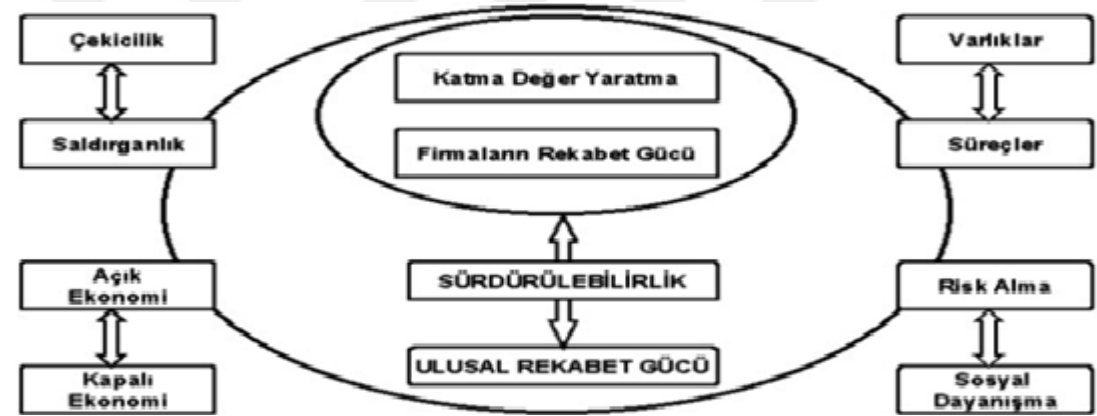 Çekicilik
Saldırganlık
Açık
Ekonomi
Kapalı
Ekonomi
Katma Değer Yaratma
Firmaların Rekabet Gücü
SÜRDÜRÜLEBİLİRLİK
ULUSAL REKABET GÜCÜ
Varlıklar
Süreçler
Risk Alma
Sosyal
Dayanışma